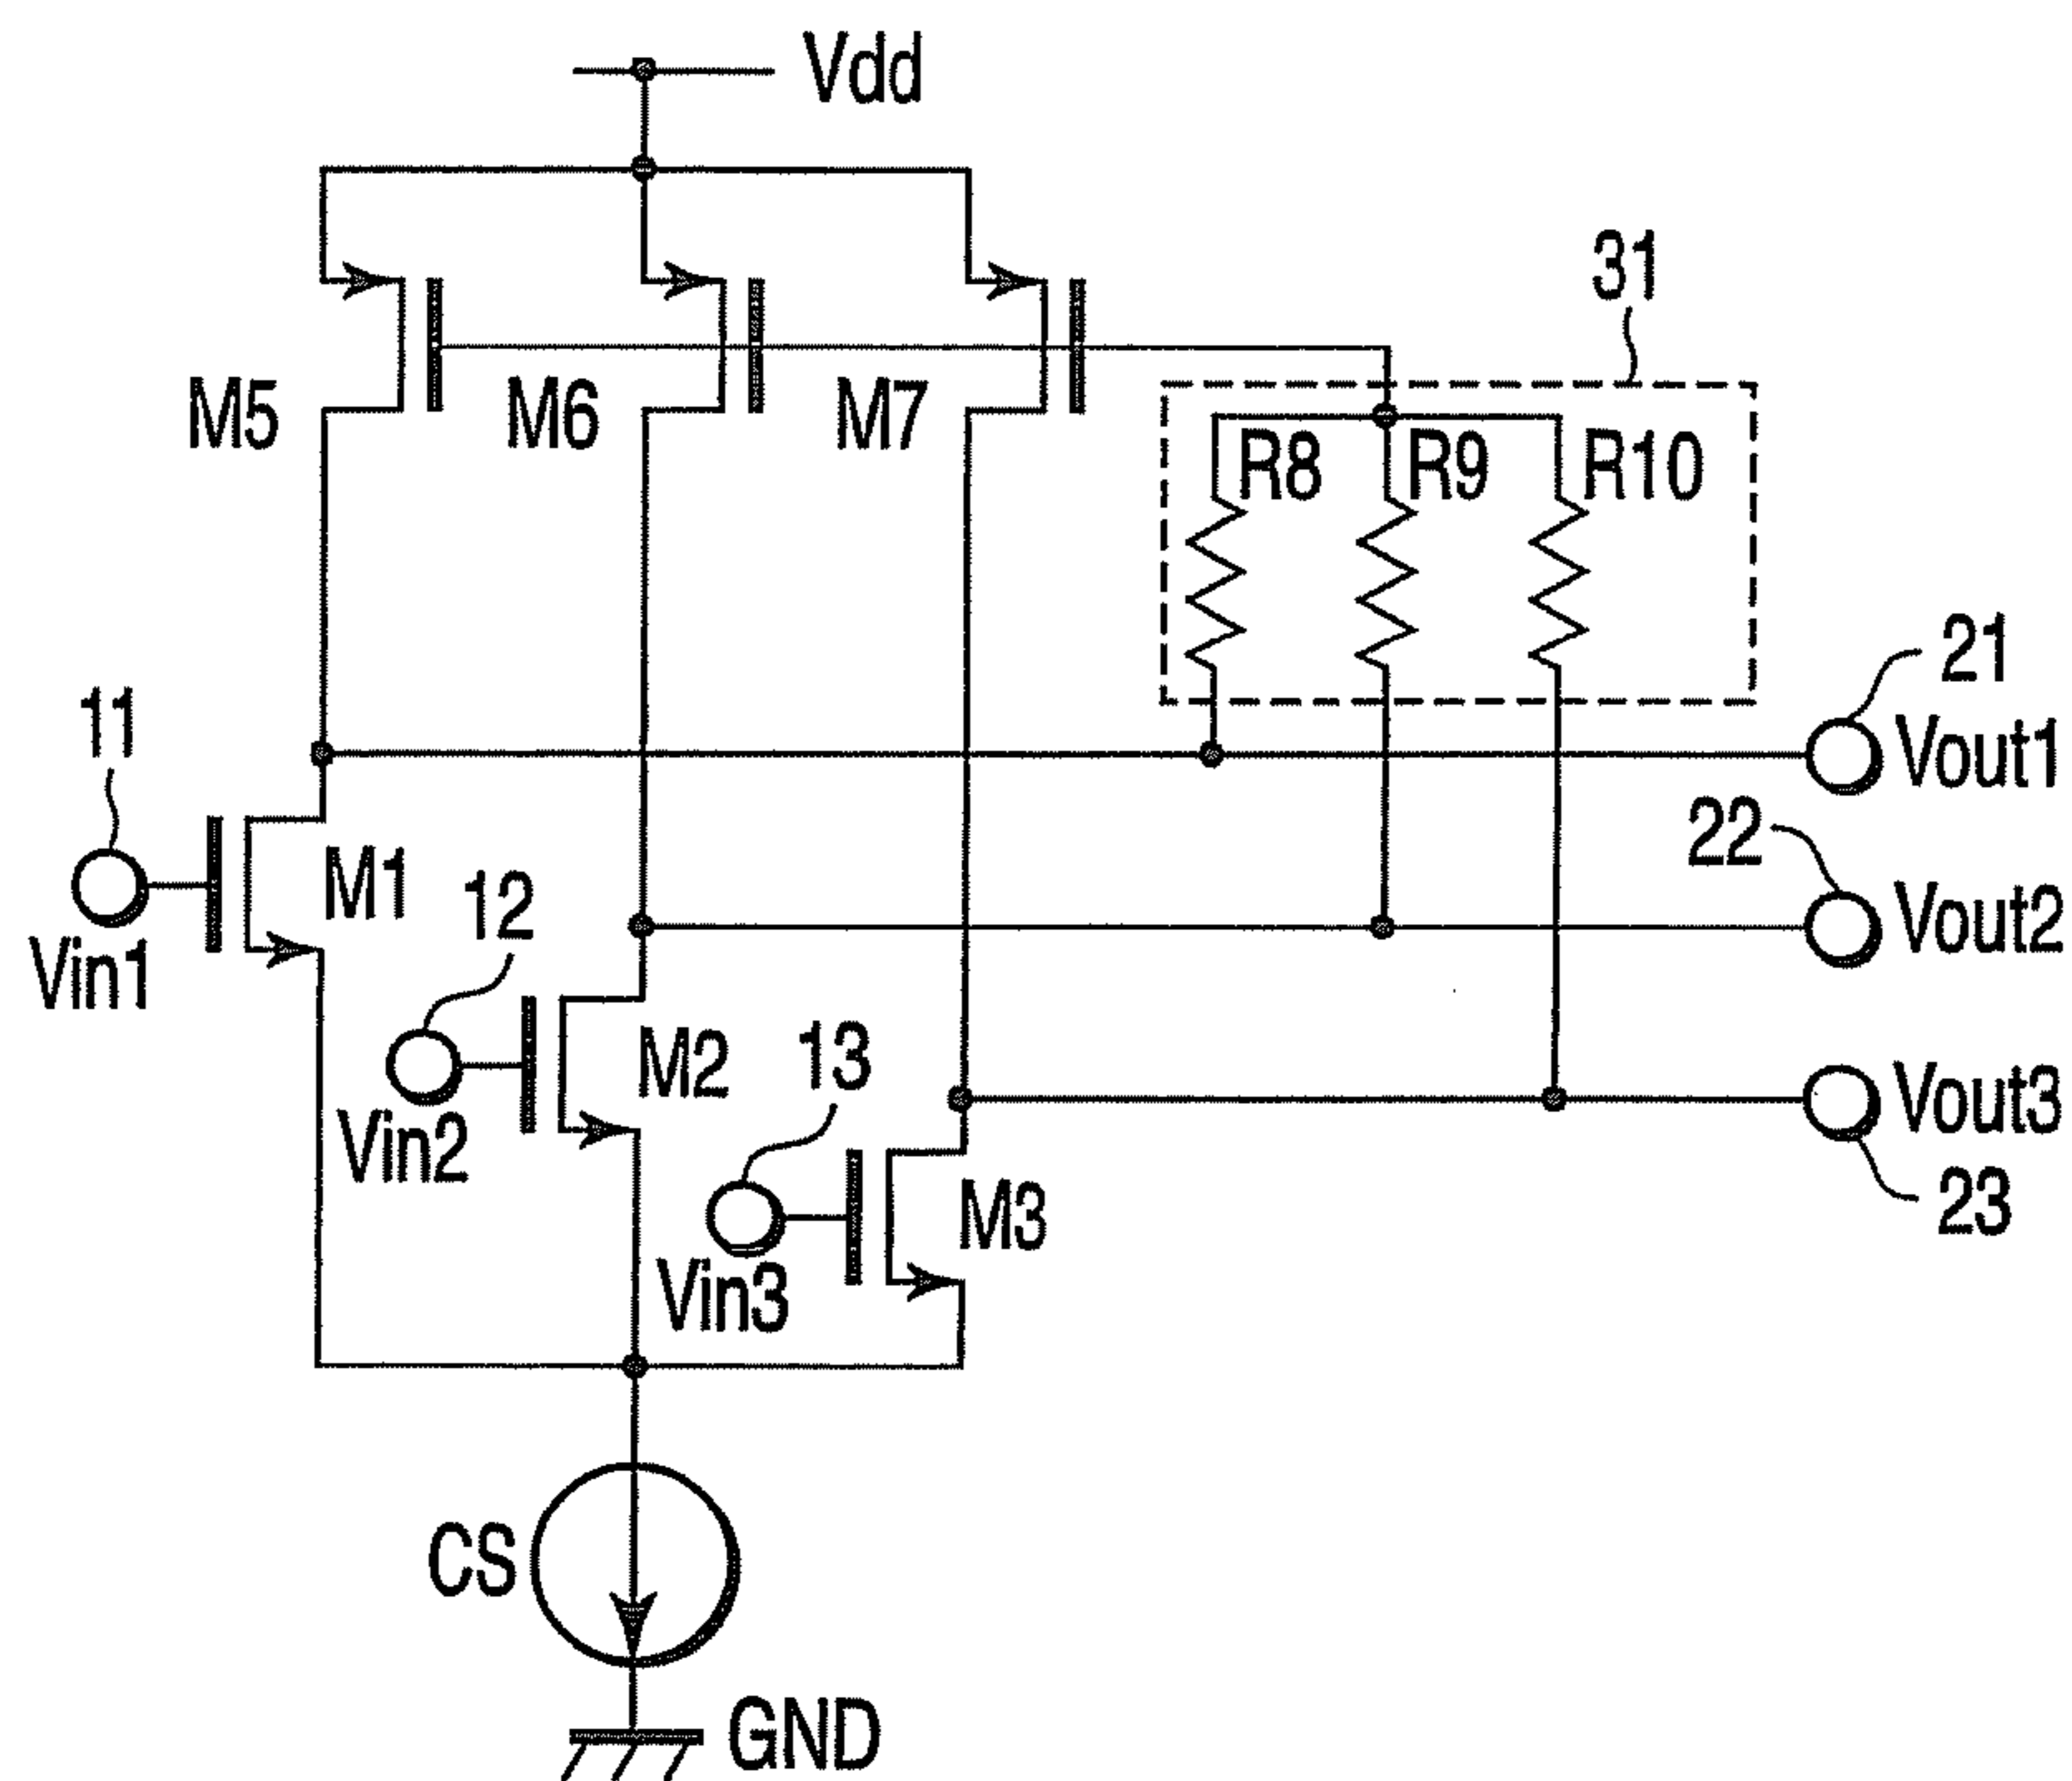 Vdd
31
M5
M6
M7
R8
R9
R10
21
11
Vout1
M1
22
12
Vout2
Vin1
M2
13
Vout3
Vin2
M3
23
Vin3
CS
GND